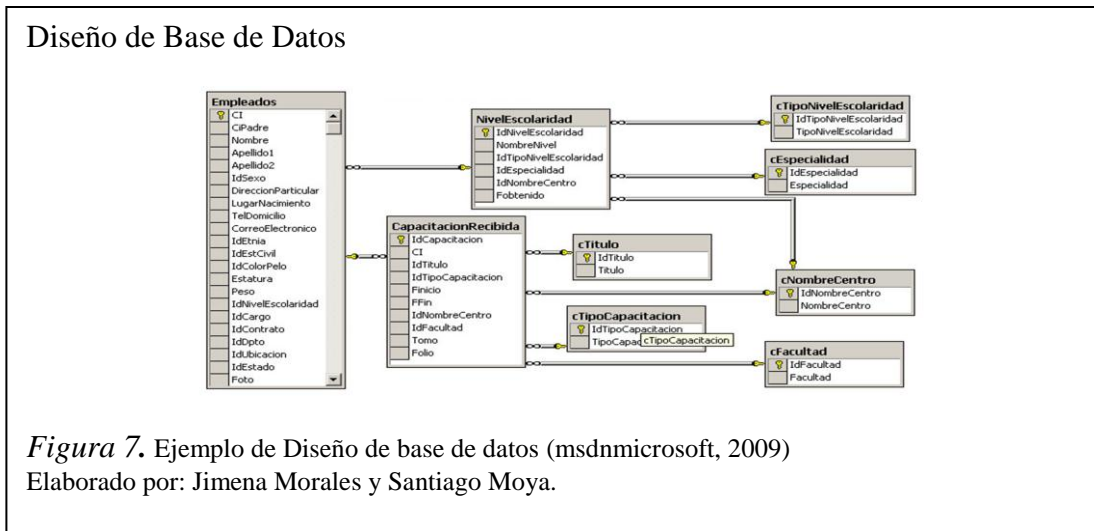 Diseño de Base de Datos
Empleados
CI
CiPadre
Nombre
Apellido1
Apellido2
IdSexo
DireccionParticular
LugarNacimiento
TelDomicilio
CorreoElectronico
IdEtnia
IdEstCivil
IdColorPelo
Estatura
Peso
IdNivelEscolaridad
IdCargo
IdContrato
IdDpto
IdUbicacion
IdEstado
Foto
NivelEscolaridad
IdNivelEscolaridad
NombreNivel
IdTipoNivelEscolaridad
IdEspecialidad
IdNombreCentro
Fobtenido
cTipoNivelEscolaridad
IdTipoNivelEscolaridad
TipoNivelEscolaridad
cEspecialidad
IdEspecialidad
Especialidad
CapacitacionRecibida
IdCapacitacion
CI
IdTitulo
IdTipoCapacitacion
Finicio
FFin
IdNombreCentro
IdFacultad
Tomo
Folio
cTitulo
IdTitulo
Titulo
cNombreCentro
IdNombreCentro
NombreCentro
cTipoCapacitacion
IdTipoCapacitacion
TipoCapac cTipoCapacitacion
cFacultad
IdFacultad
Facultad
Figura 7. Ejemplo de Diseño de base de datos (msdnmicrosoft, 2009)
Elaborado por: Jimena Morales y Santiago Moya.